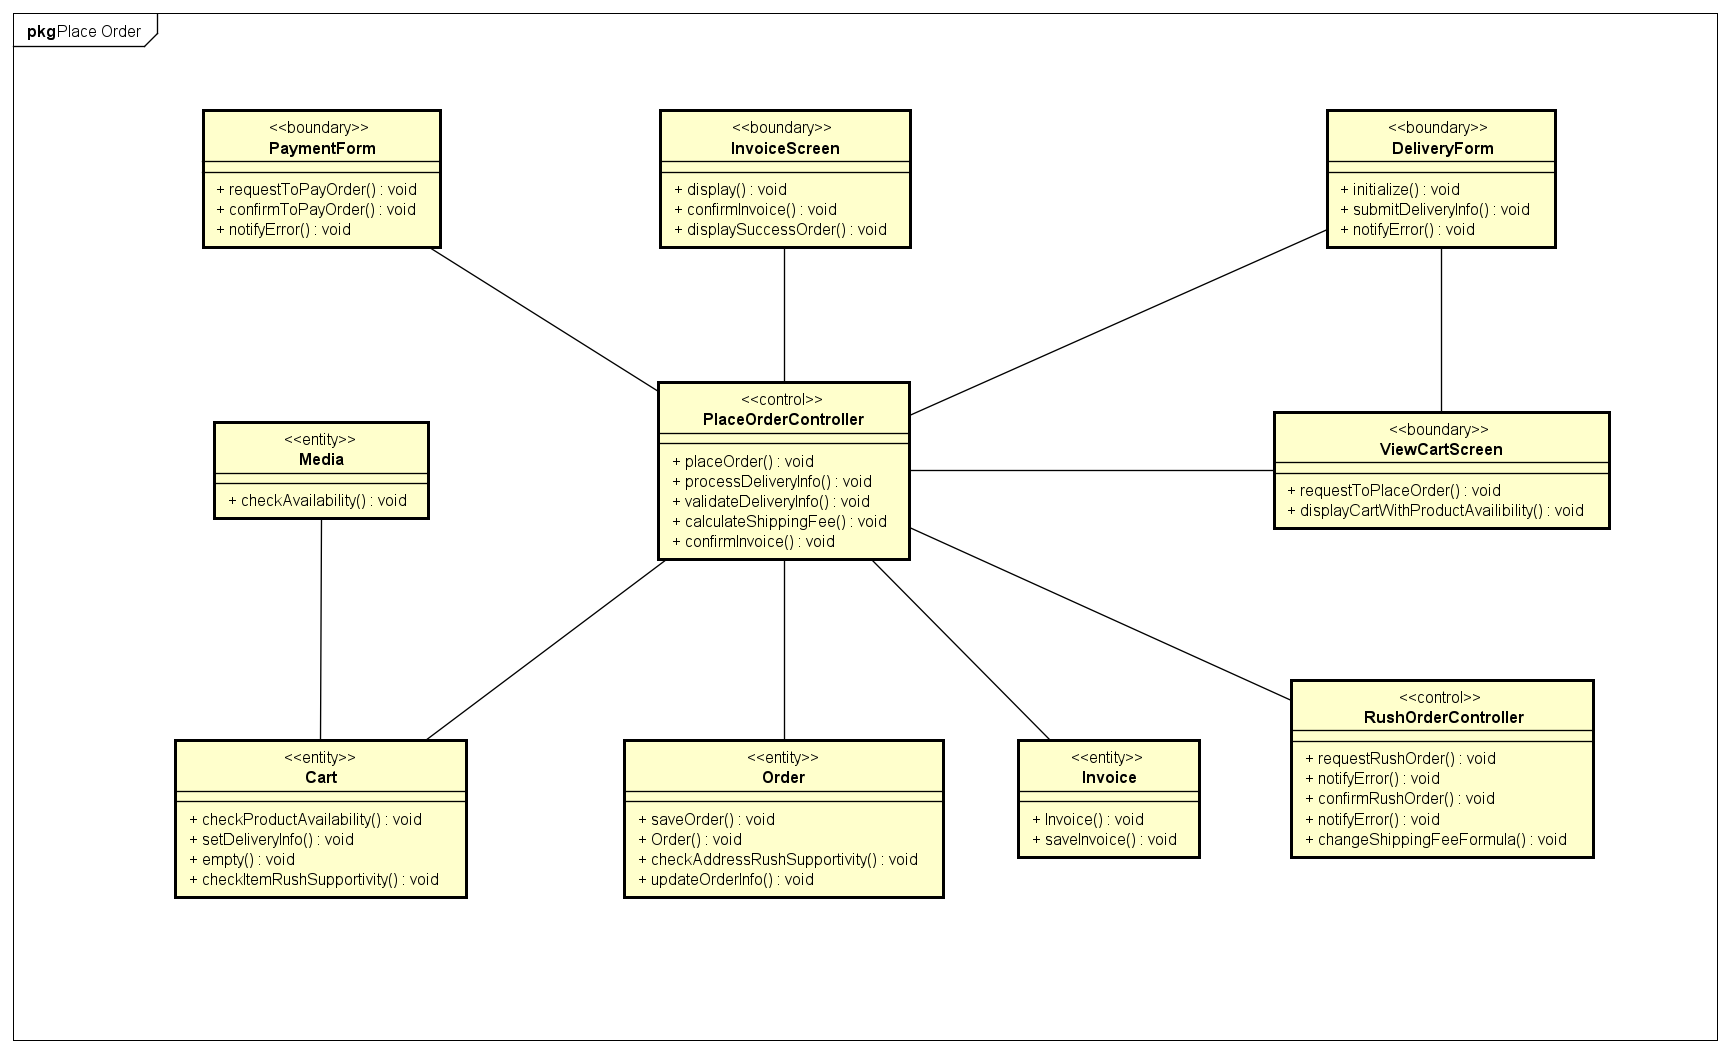 pkgPlace Order
<<boundary>>
PaymentForm
+ requestToPayOrder() : void
+ confirmToPayOrder() : void
+ notifyError() : void
<<boundary>>
InvoiceScreen
+ display() : void
+ confirmInvoice() : void
+ displaySuccessOrder() : void
<<boundary>>
DeliveryForm
+ initialize() : void
+ submitDeliveryInfo() : void
+ notifyError() : void
<<entity>>
Media
+ checkAvailability() : void
<<control>>
PlaceOrderController
+ placeOrder() : void
+ processDeliveryInfo() : void
+ validateDeliveryInfo() : void
+ calculateShippingFee() : void
+ confirmInvoice() : void
<<boundary>>
ViewCartScreen
+ requestToPlaceOrder() : void
+ displayCartWithProductAvailibility() : void
<<entity>>
Cart
+ checkProductAvailability() : void
+ setDeliveryInfo() : void
+ empty() : void
+ checkItemRushSupportivity() : void
<<entity>>
Order
+ saveOrder() : void
+ Order() : void
+ checkAddressRushSupportivity() : void
+ updateOrderInfo() : void
<<entity>>
Invoice
+ Invoice() : void
+ saveInvoice() : void
<<control>>
RushOrderController
+ requestRushOrder() : void
+ notifyError() : void
+ confirmRushOrder() : void
+ notifyError() : void
+ changeShippingFeeFormula() : void